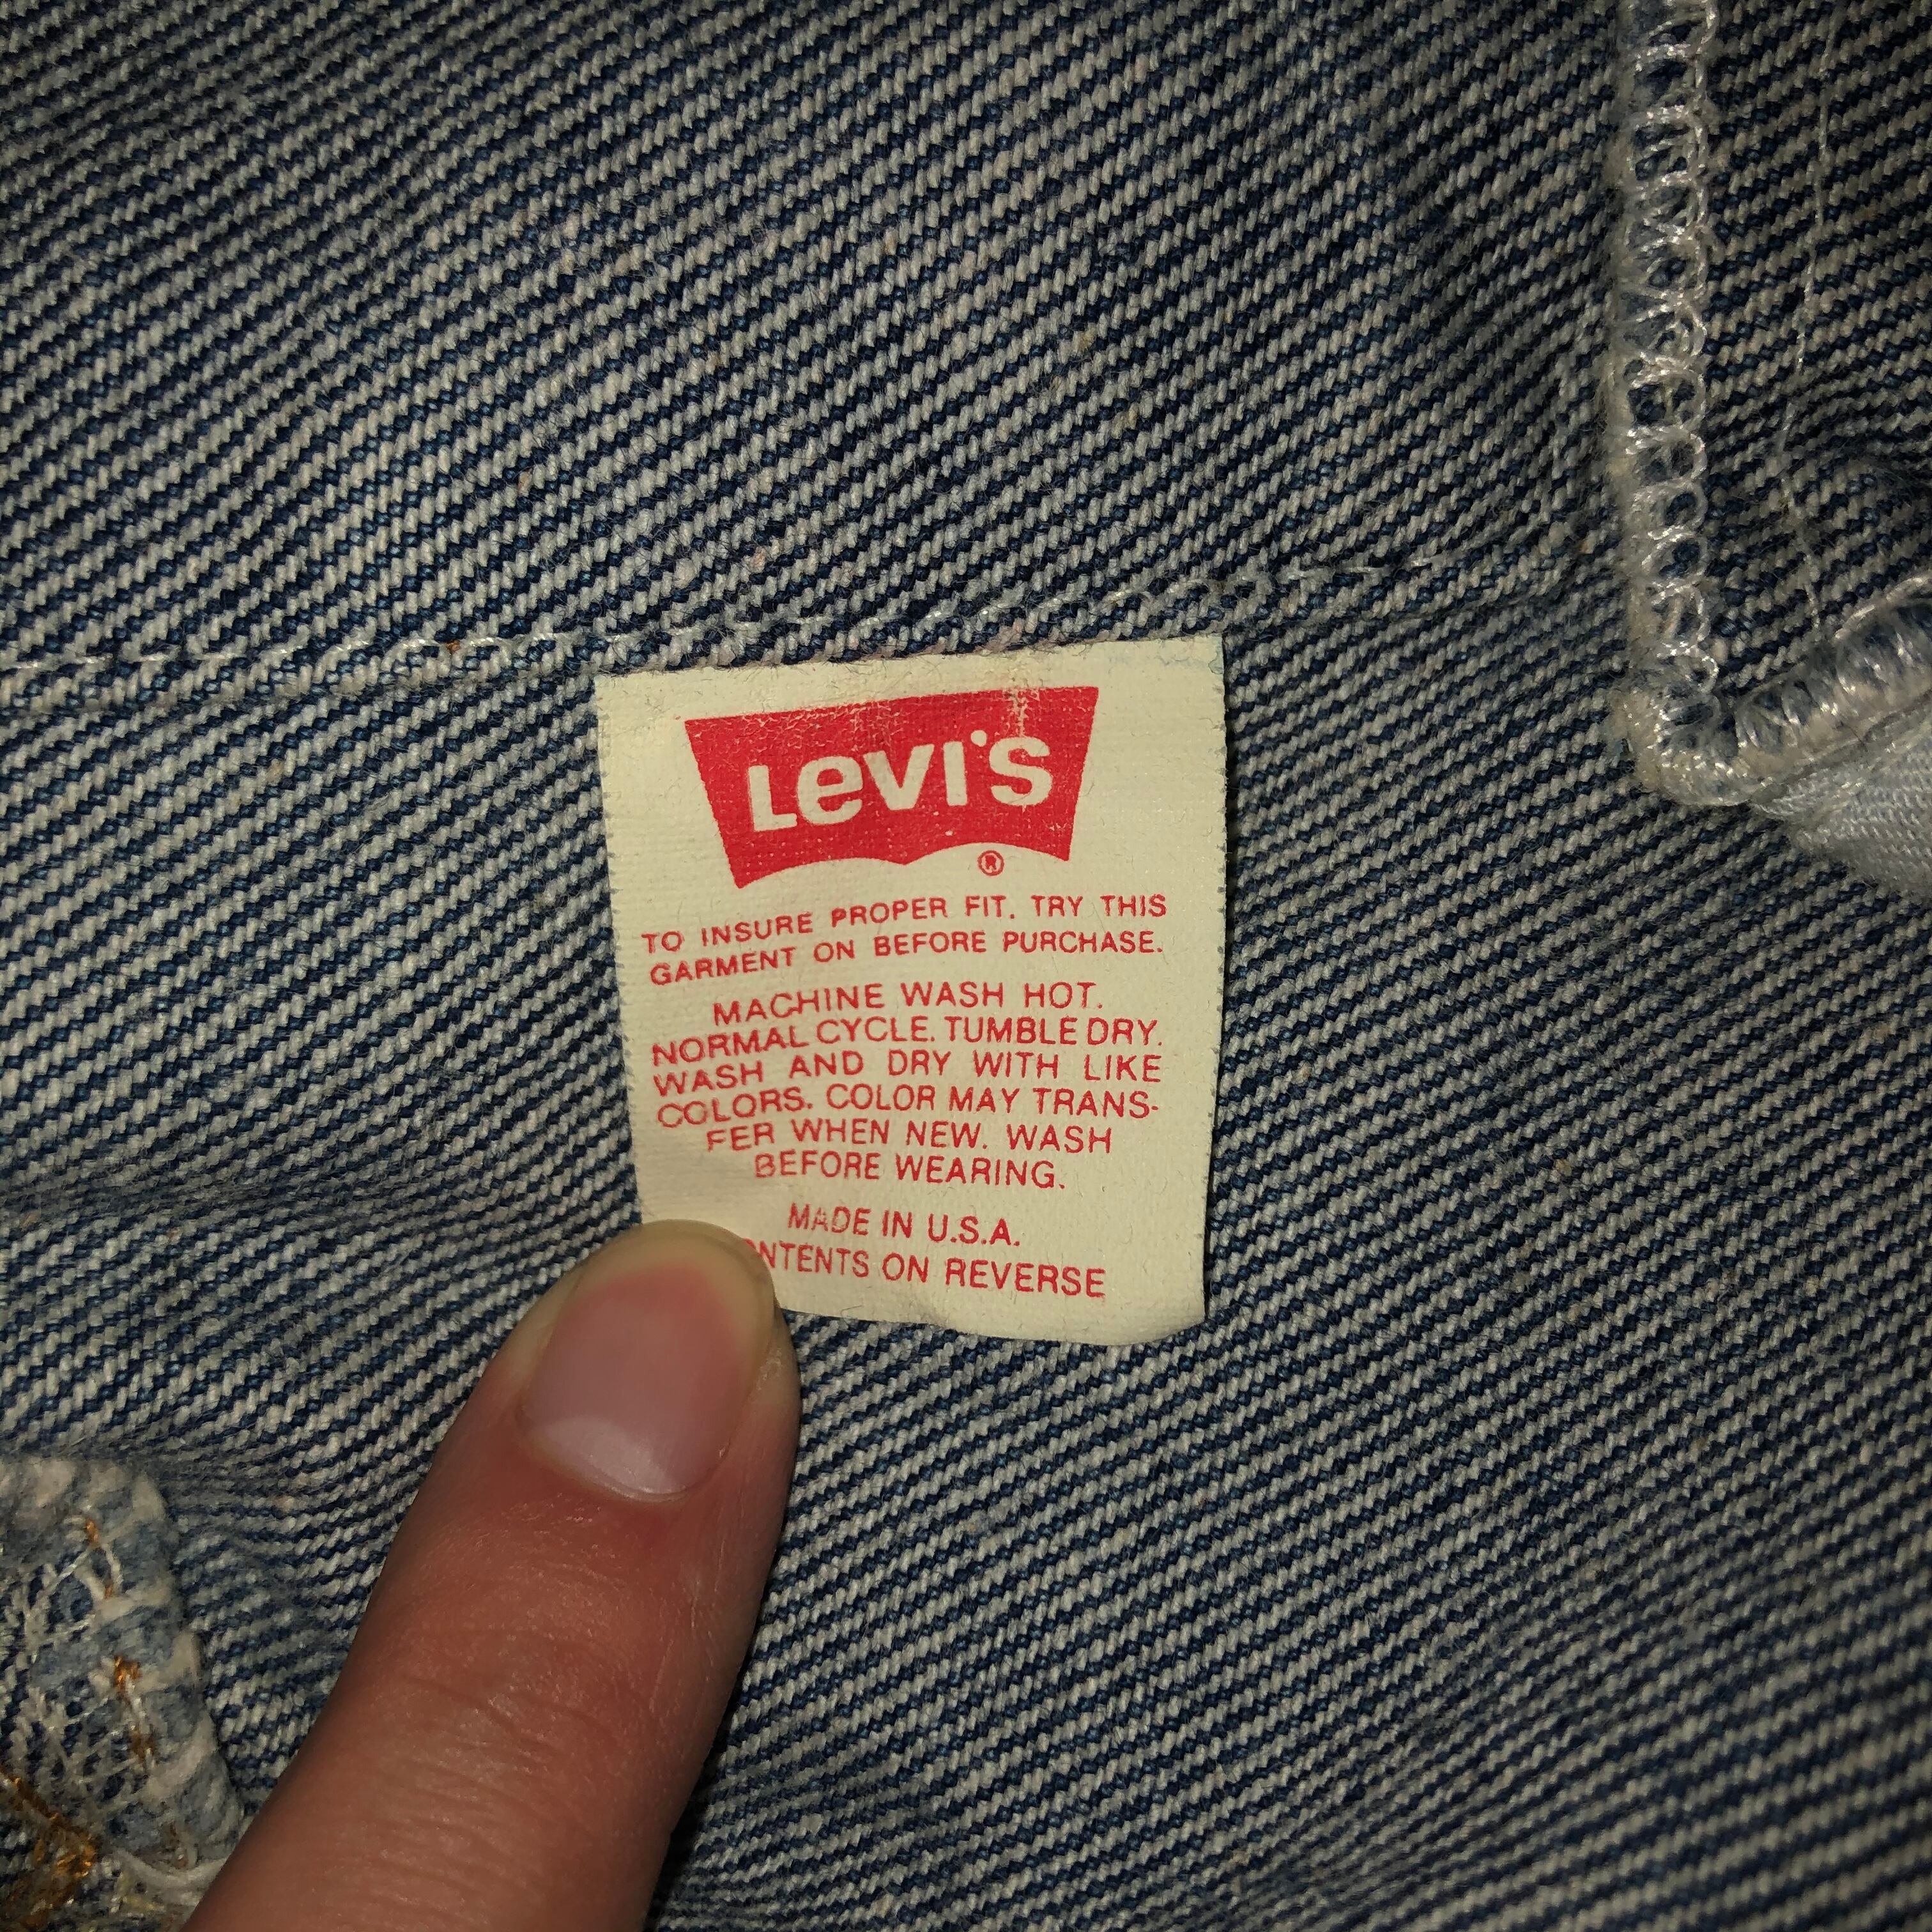 Levi's
®
TO INSURE PROPER FIT. TRY THIS
GARMENT ON BEFORE PURCHASE.
MACHINE WASH HOT.
NORMAL CYCLE. TUMBLE DRY.
WASH AND DRY WITH LIKE
COLORS. COLOR MAY TRANS-
FER WHEN NEW. WASH
BEFORE WEARING.
MADE IN U.S.A.
ON REVERSE